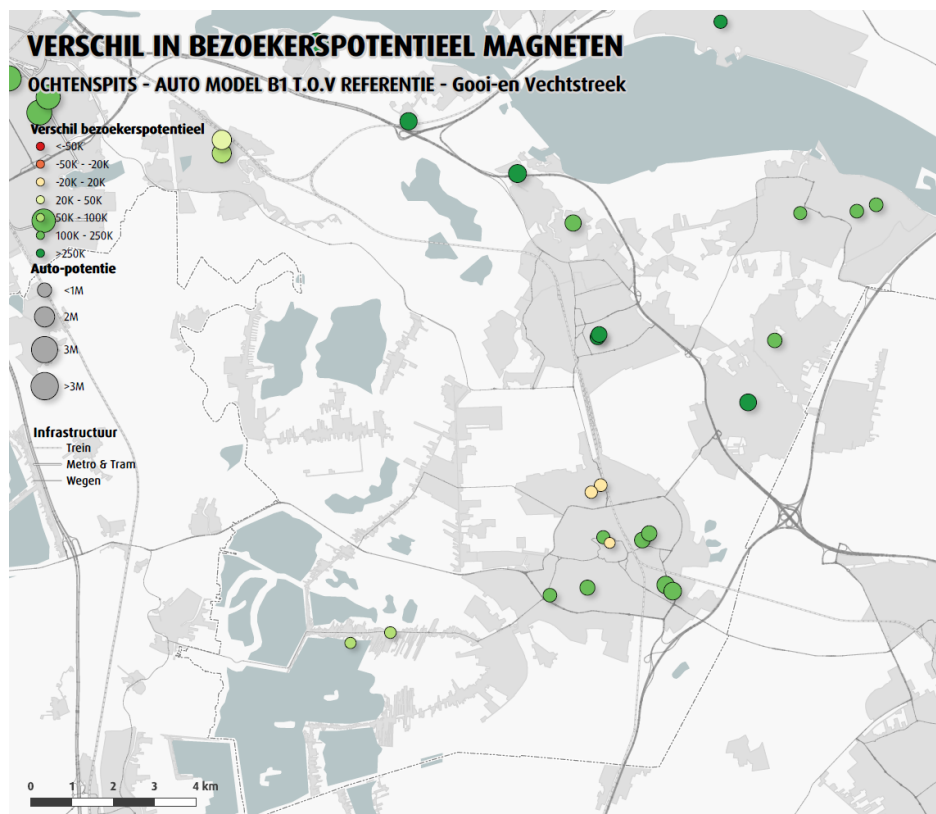 VERSCHIL IN BEZOEKERSPOTENTIEEL MAGNETEN
OCHTENSPITS - AUTO MODEL B1 T.O.V REFERENTIE - Gooi-en Vechtstreek
Verschil bezoekerspotentieel
<-50K
-50K - -20K
-20K - 20K
20K - 50K
50K - 100K
100K - 250K
>250K
Auto-potentie
<1M
2M
3M
>3M
Infrastructuur
Trein
Metro & Tram
Wegen
0 1 2 3 4 km